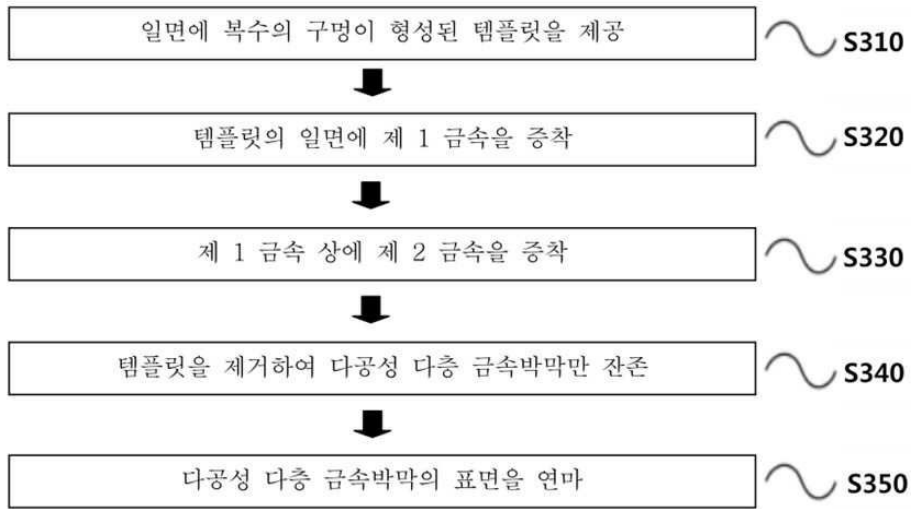 일면에 복수의 구멍이 형성된 템플릿을 제공 S310
템플릿의 일면에 제 1 금속을 증착 S320
제 1 금속 상에 제 2 금속을 증착 S330
템플릿을 제거하여 다공성 다층 금속박막만 잔존 S340
다공성 다층 금속박막의 표면을 연마 S350